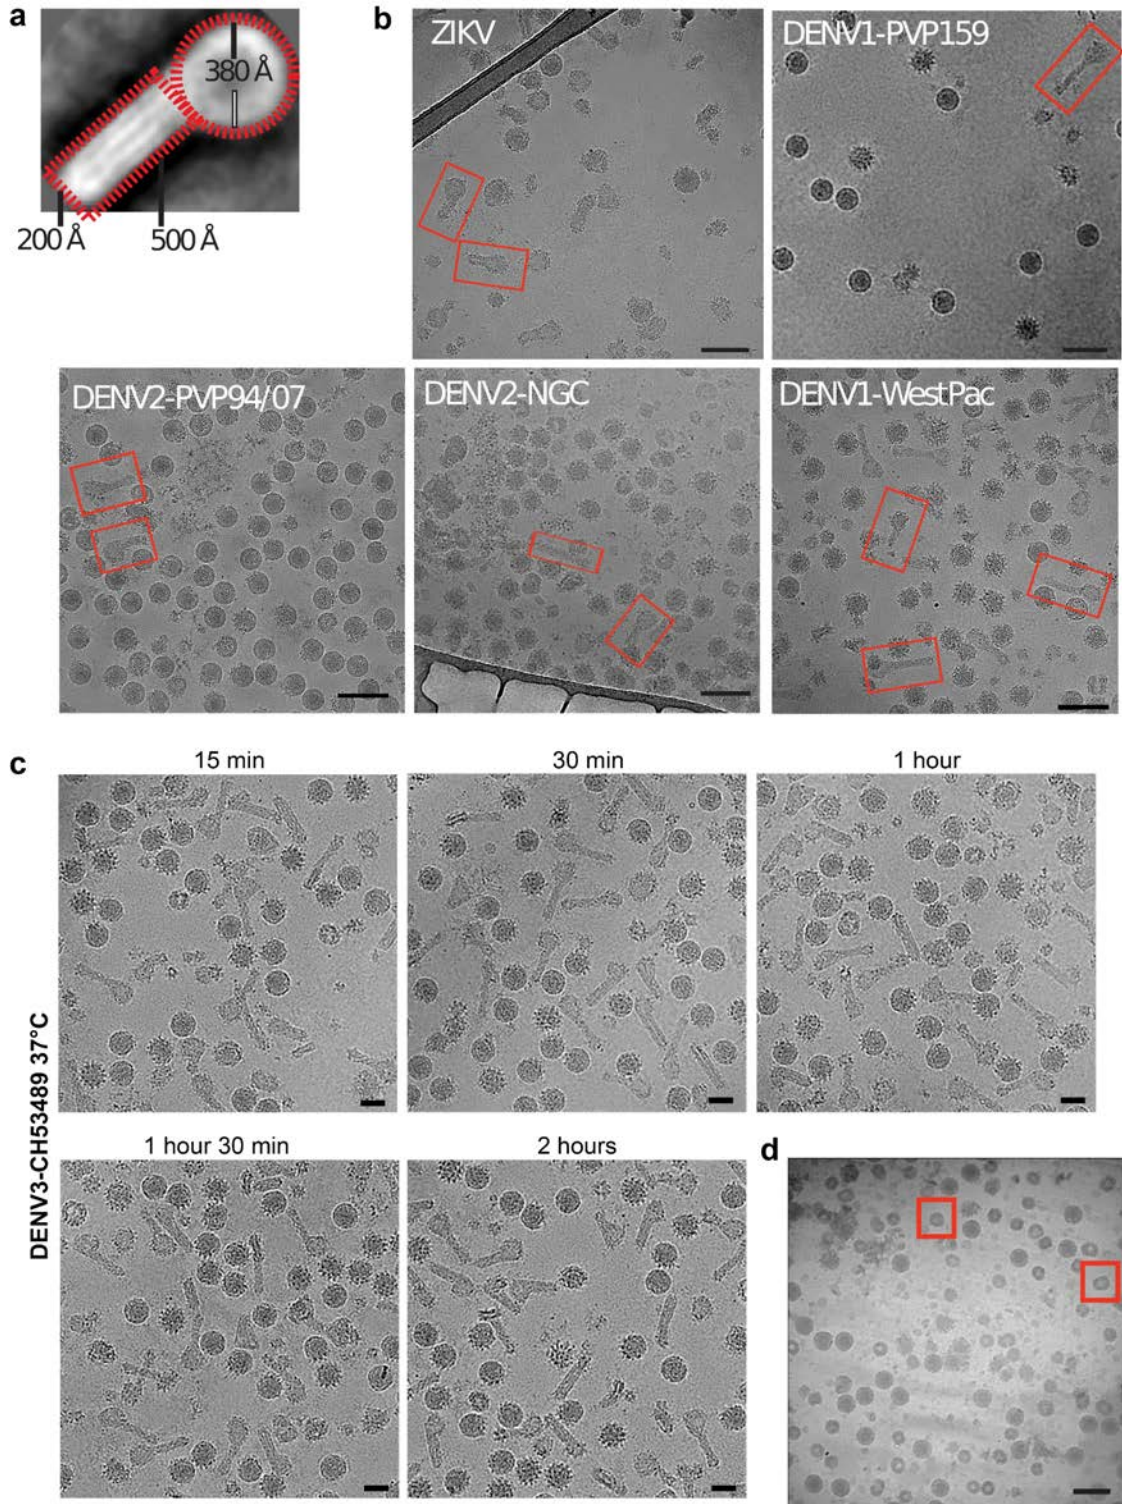 a
380 Å
200 Å
500 Å
b
ZIKV
DENV1-PVP159
DENV2-PVP94/07
DENV2-NGC
DENV1-WestPac
c
DENV3-CH53489 37°C
15 min
30 min
1 hour
1 hour 30 min
2 hours
d